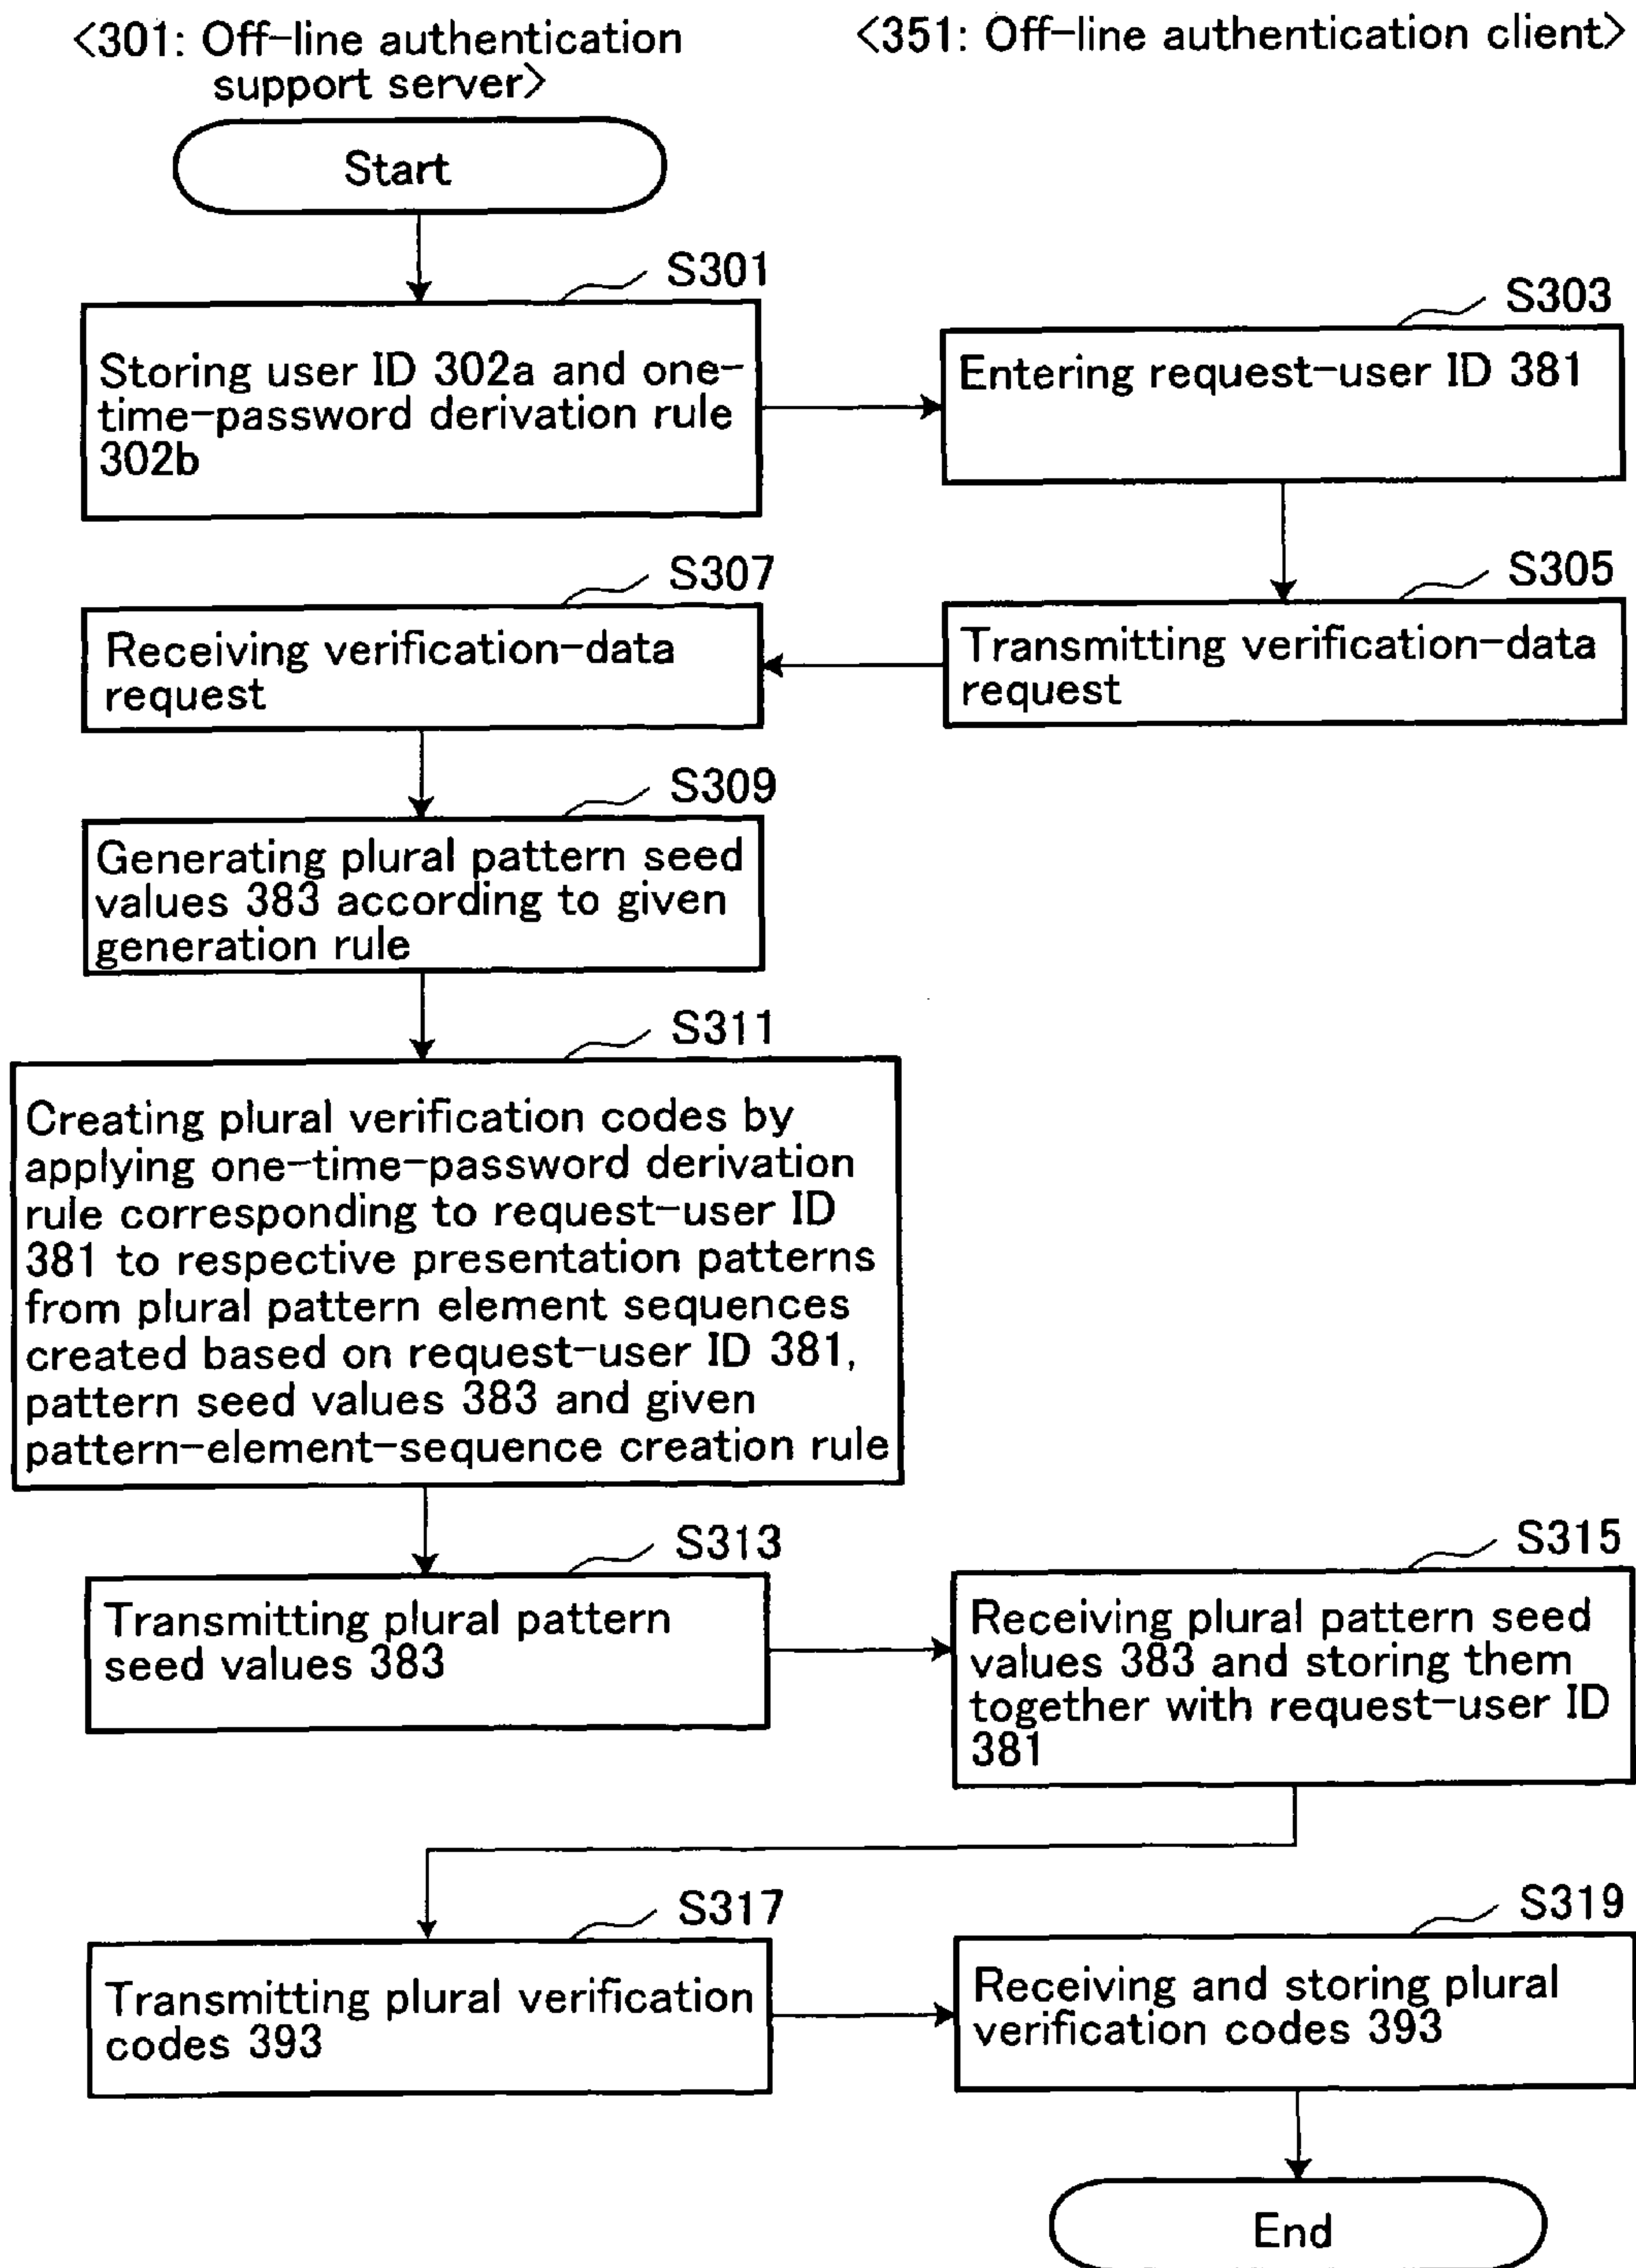 <301: Off-line authentication
support server>
<351: Off-line authentication client>
Start
S301
Storing user ID 302a and one-
time-password derivation rule
302b
S303
Entering request-user ID 381
S305
Transmitting verification-data
request
S307
Receiving verification-data
request
S309
Generating plural pattern seed
values 383 according to given
generation rule
S311
Creating plural verification codes by
applying one-time-password derivation
rule corresponding to request-user ID
381 to respective presentation patterns
from plural pattern element sequences
created based on request-user ID 381,
pattern seed values 383 and given
pattern-element-sequence creation rule
S313
Transmitting plural pattern
seed values 383
S315
Receiving plural pattern seed
values 383 and storing them
together with request-user ID
381
S317
Transmitting plural verification
codes 393
S319
Receiving and storing plural
verification codes 393
End